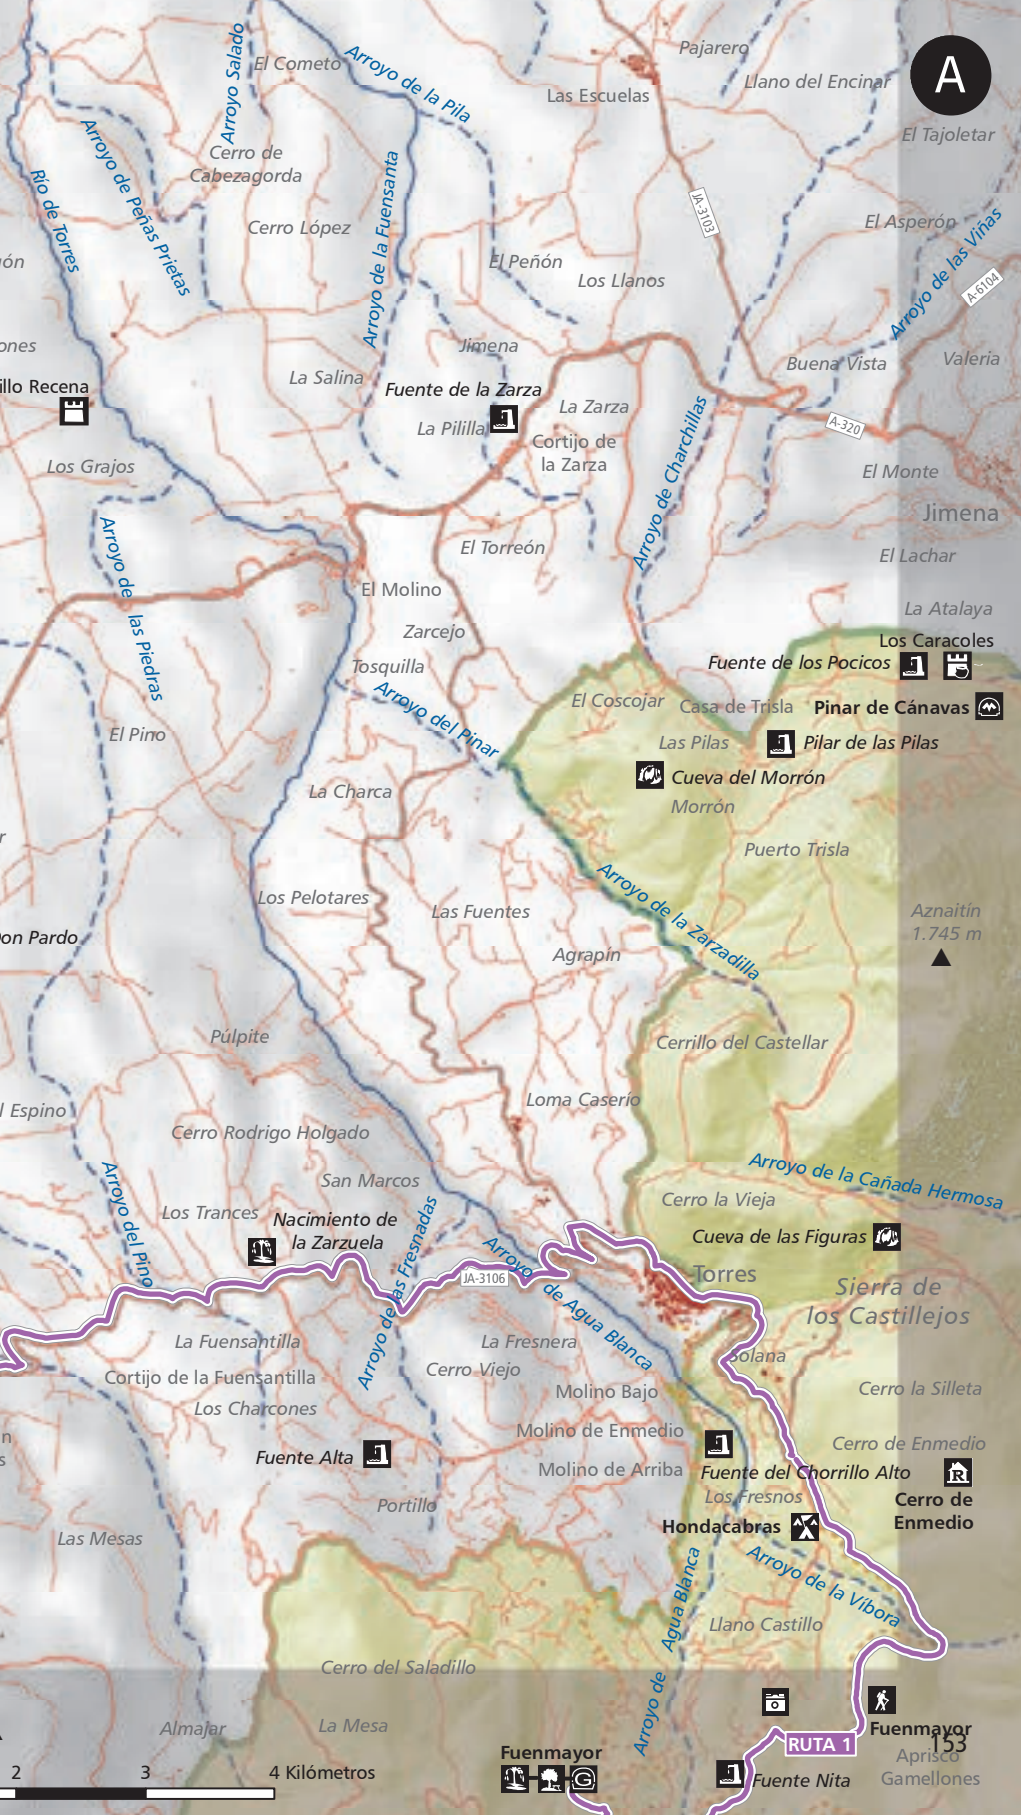 Pajarero
Arroyo Salado
El Cometo
Arroyo de la Pila
Llano del Encinar
A
Las Escuelas
El Tajoletar
Arroyo de Peñas Prietas
Cerro de
Cabezagorda
Río de Torres
Arroyo de la Fuensanta
JA-3103
El Asperón
Arroyo de las Viñas
Cerro López
El Peñón
Los Llanos
A-6104
Jimena
Buena Vista
Valeria
La Salina
illo Recena
Fuente de la Zarza
La Zarza
Arroyo de Charchillas
La Pililla
A-320
Cortijo de
la Zarza
Los Grajos
El Monte
Jimena
Arroyo de las Piedras
El Torreón
El Lachar
El Molino
La Atalaya
Zarcejo
Los Caracoles
Tosquilla
Fuente de los Pocicos
Arroyo del Pinar
El Coscojar
Casa de Trisla
Pinar de Cánavas
El Pino
Las Pilas
Pilar de las Pilas
Cueva del Morrón
La Charca
Morrón
Puerto Trisla
Los Pelotares
Las Fuentes
Arroyo de la Zarzadilla
Aznaitín
1.745 m
on Pardo
Agrapín
Púlpite
Cerrillo del Castellar
l Espino
Loma Caserío
Cerro Rodrigo Holgado
San Marcos
Arroyo de la Cañada Hermosa
Arroyo del Pino
Los Trances
Nacimiento de
la Zarzuela
Arroyo de las Fresnadas
Cerro la Vieja
Cueva de las Figuras
JA-3106
Arroyo de Agua Blanca
Torres
Sierra de
los Castillejos
La Fuensantilla
La Fresnera
Solana
Cortijo de la Fuensantilla
Cerro Viejo
Molino Bajo
Cerro la Silleta
Los Charcones
Molino de Enmedio
Cerro de Enmedio
Fuente Alta
Molino de Arriba
Fuente del Chorrillo Alto
R
Portillo
Los Fresnos
Cerro de
Enmedio
Las Mesas
Hondacabras
Arroyo de la Víbora
Arroyo de Agua Blanca
Llano Castillo
Cerro del Saladillo
Almajar
La Mesa
Fuenmayor
RUTA 1
153
Fuenmayor
Aprisco
Gamellones
2 3 4 Kilómetros
G
Fuente Nita